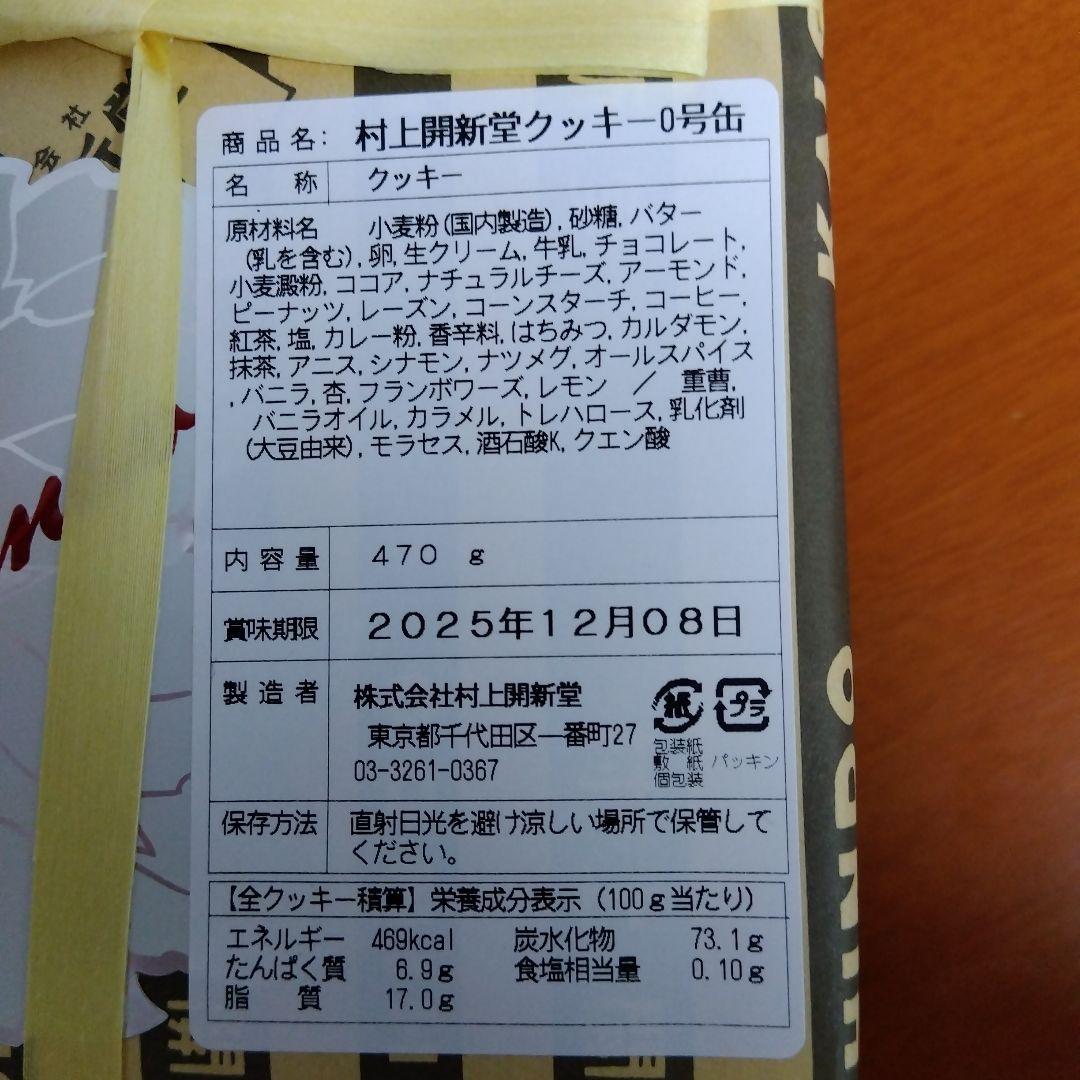 商品名: 村上開新堂クッキー0号缶
名 称 クッキー
原材料名 小麦粉(国内製造), 砂糖, バター
(乳を含む), 卵, 生クリーム, 牛乳, チョコレート,
小麦澱粉, ココア, ナチュラルチーズ, アーモンド,
ピーナッツ, レーズン, コーンスターチ, コーヒー,
紅茶, 塩, カレー粉, 香辛料, はちみつ, カルダモン,
抹茶, アニス, シナモン, ナツメグ, オールスパイス
, バニラ, 杏, フランボワーズ, レモン / 重曹,
バニラオイル, カラメル, トレハロース, 乳化剤
(大豆由来), モラセス, 酒石酸K, クエン酸
内容量 470 g
賞味期限 2025年12月08日
製造者 株式会社村上開新堂
東京都千代田区一番町27
03-3261-0367
紙 プラ
包装紙
敷 紙 パッキン
個包装
保存方法 直射日光を避け涼しい場所で保管して
ください。
【全クッキー積算】栄養成分表示(100g当たり)
エネルギー 469kcal 炭水化物 73.1g
たんぱく質 6.9g 食塩相当量 0.10g
脂 質 17.0g